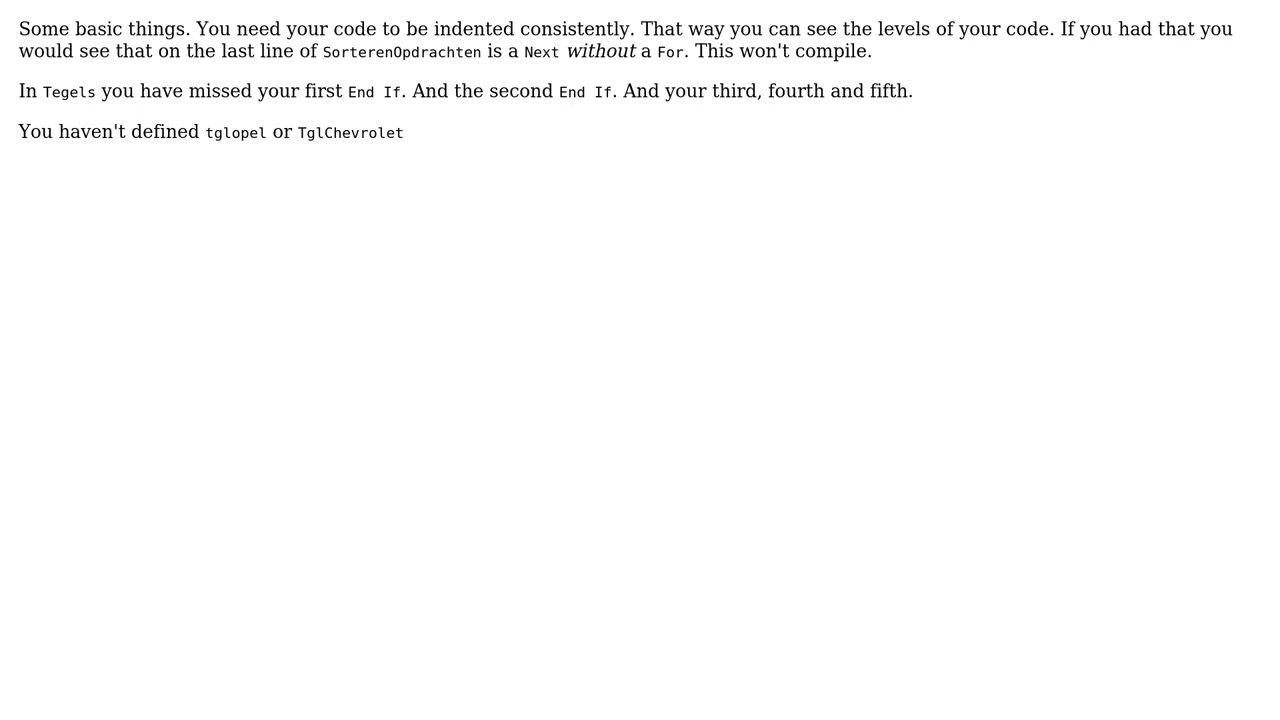 Some basic things. You need your code to be indented consistently. That way you can see the levels of your code. If you had that you
would see that on the last line of SorterenOpdrachten is a Next without a For. This won't compile.
In Tegels you have missed your first End If. And the second End If. And your third, fourth and fifth.
You haven't defined tglopel or TglChevrolet